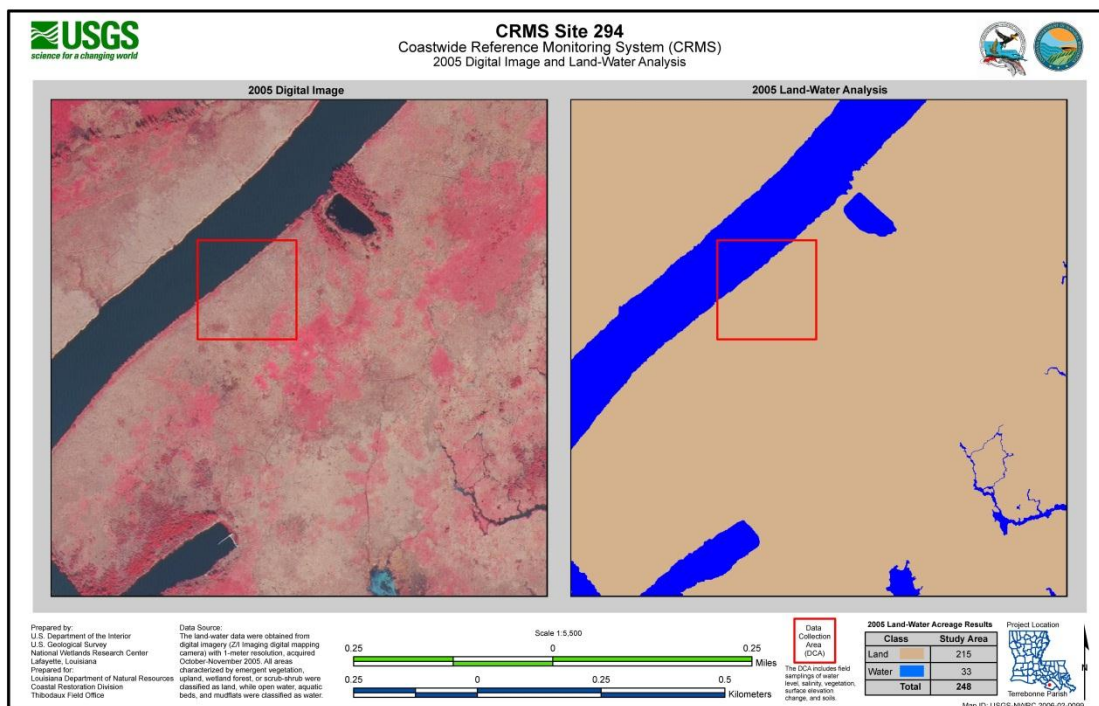 USGS
science for a changing world
CRMS Site 294
Coastwide Reference Monitoring System (CRMS)
2005 Digital Image and Land-Water Analysis
2005 Digital Image
2005 Land-Water Analysis
Prepared by:
U.S. Department of the Interior
U.S. Geological Survey
National Wetlands Research Center
Lafayette, Louisiana
Prepared for:
Louisiana Department of Natural Resources
Coastal Restoration Division
Thibodaux Field Office
Data Source:
The land-water data were obtained from
digital imagery (Z/I Imaging digital mapping
camera) with 1-meter resolution, acquired
October-November 2005. All areas
characterized by emergent vegetation,
upland, wetland forest, or scrub-shrub were
classified as land, while open water, aquatic
beds, and mudflats were classified as water.
Scale 1:5,500
0.25 0 0.25
Miles
0.25 0 0.5
Kilometers
Data
Collection
Area
(DCA)
The DCA includes field
samplings of water
level, salinity, vegetation,
surface elevation
change, and soils.
2005 Land-Water Acreage Results
Class Study Area
Land 215
Water 33
Total 248
Project Location
Terrebonne Parish
N
Map ID: USGS-NWRC 2006-02-0099